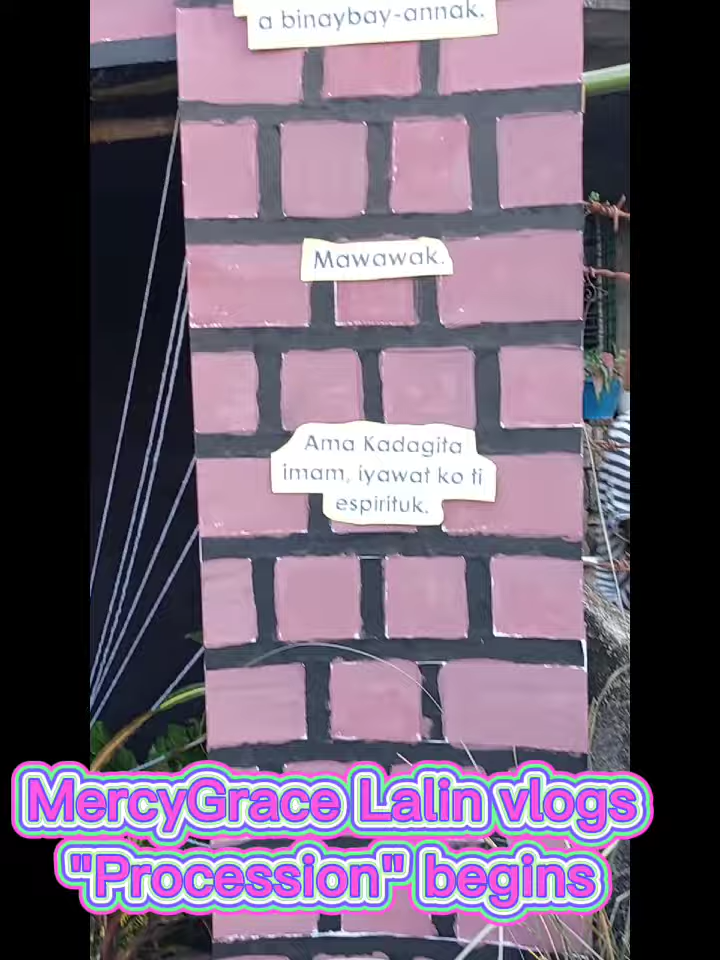 a binaybay-annak.
Mawawak.
Ama Kadagita
imam, iyawat ko ti
espirituk.
MercyGrace Lalin vlogs
"Procession" begins